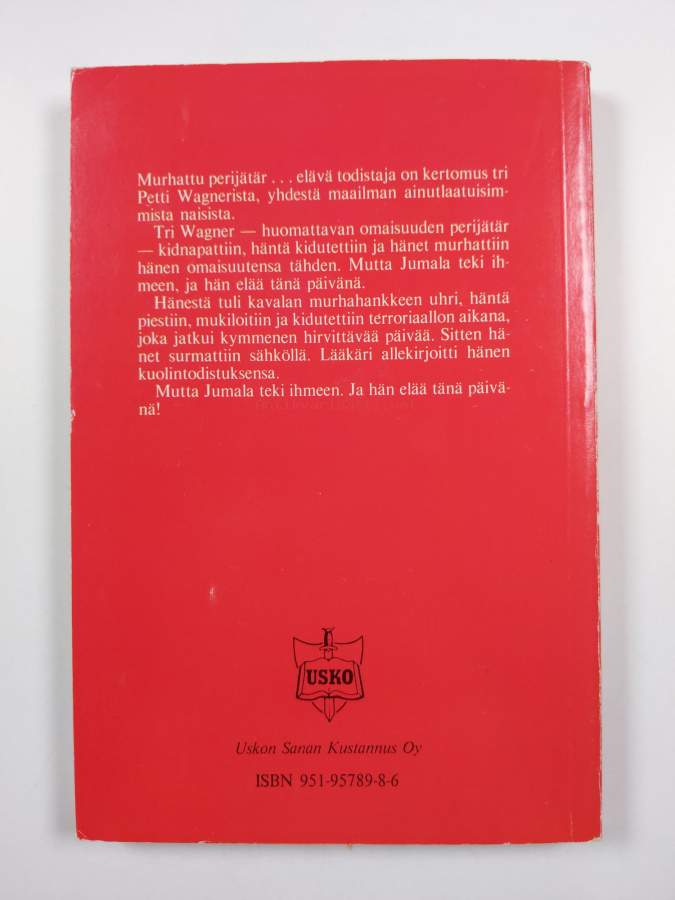 Murhattu perijätär . . . elävä todistaja on kertomus tri
Petti Wagnerista, yhdestä maailman ainutlaatuisim-
mista naisista.
Tri Wagner — huomattavan omaisuuden perijätär
— kidnapattiin, häntä kidutettiin ja hänet murhattiin
hänen omaisuutensa tähden. Mutta Jumala teki ih-
meen, ja hän elää tänä päivänä.
Hänestä tuli kavalan murhahankkeen uhri, häntä
piestiin, mukiloitiin ja kidutettiin terroriaallon aikana,
joka jatkui kymmenen hirvittävää päivää. Sitten hä-
net surmattiin sähköllä. Lääkäri allekirjoitti hänen
kuolintodistuksensa.
Mutta Jumala teki ihmeen. Ja hän elää tänä päivä-
nä!
USKO
Uskon Sanan Kustannus Oy
ISBN 951-95789-8-6